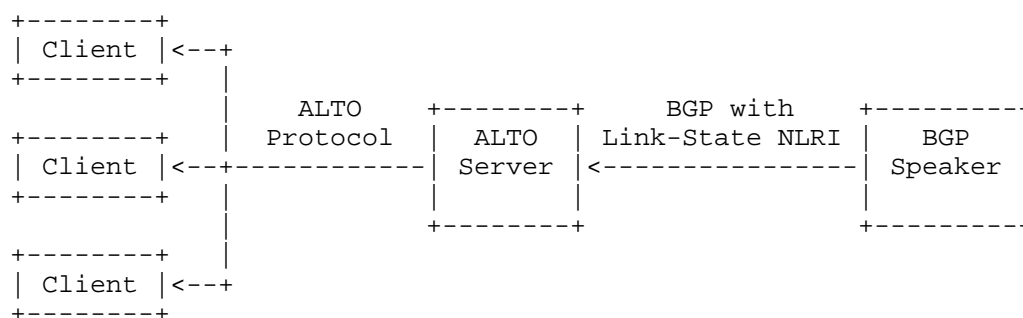 +--------+
| Client |<--+
+--------+   |
             |    ALTO     +--------+     BGP with      +---------
+--------+   |  Protocol   |  ALTO  | Link-State NLRI   |   BGP
| Client |<--+-------------| Server |<------------------| Speaker
+--------+   |             |        |                   |
             |             +--------+                   +---------
+--------+   |
| Client |<--+
+--------+